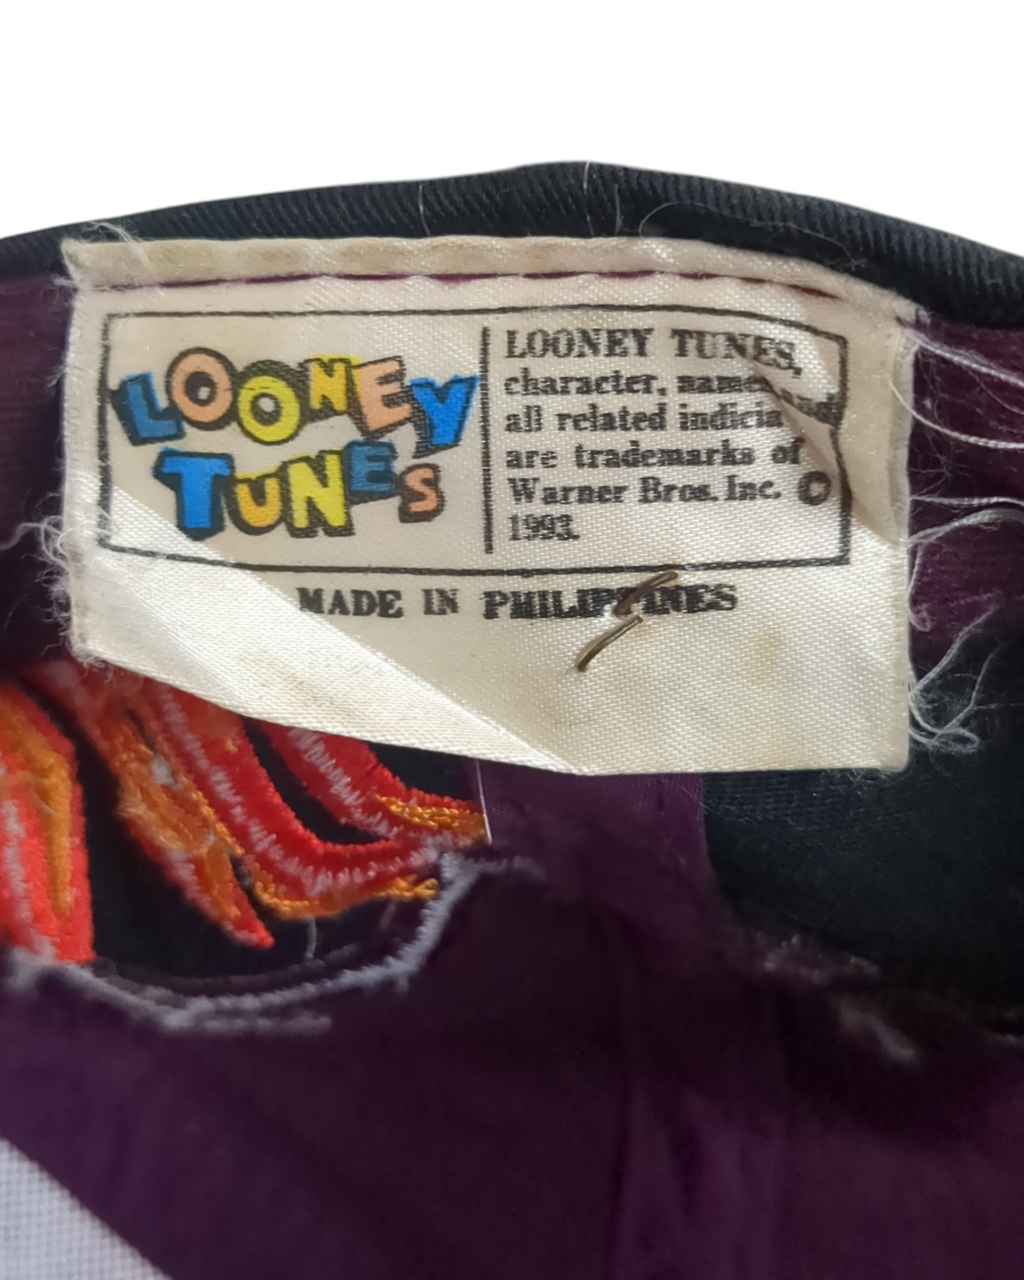 LOONEY
TUNES
LOONEY TUNES,
character, names and
all related indicia
are trademarks of
Warner Bros. Inc. ©
1993.
MADE IN PHILIPPINES